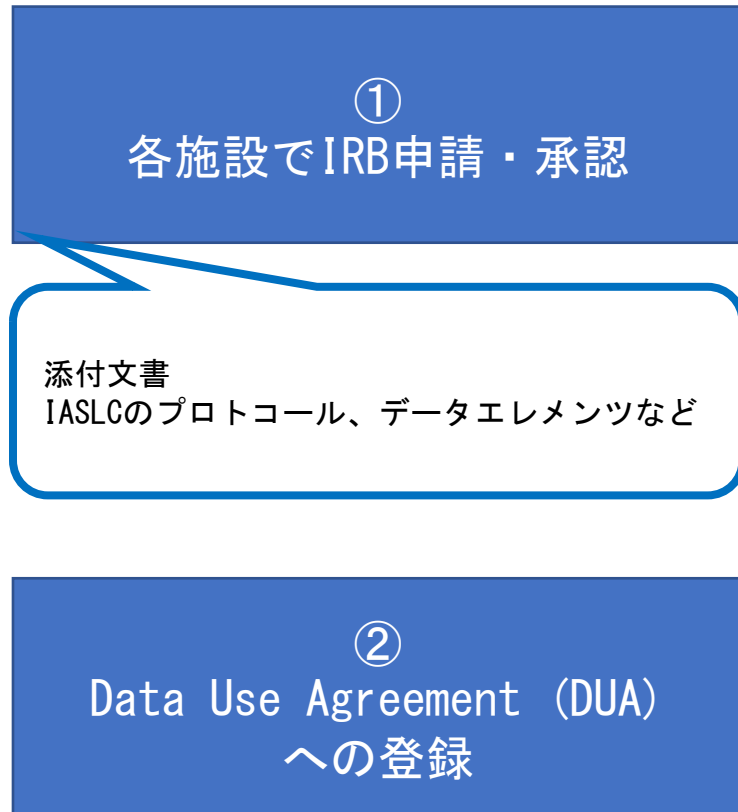 ①
各施設でIRB申請・承認
添付文書
IASLCのプロトコール、データエレメンツなど
②
Data Use Agreement (DUA)
への登録